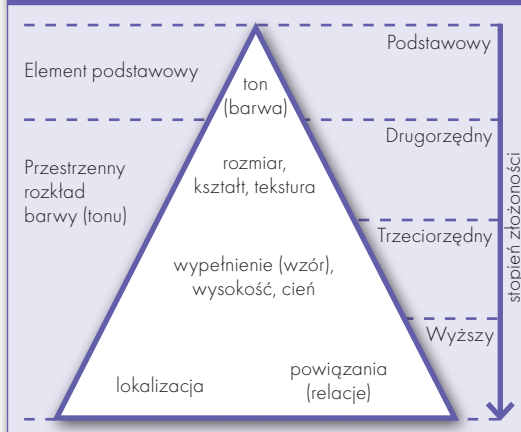 Podstawowy
Element podstawowy
ton
(barwa)
Drugorzędny
Przestrzenny
rozkład
barwy (tonu)
rozmiar,
kształt, tekstura
Trzeciorzędny
wypełnienie (wzór),
wysokość, cień
Wyższy
lokalizacja
powiązania
(relacje)
stopień złożoności